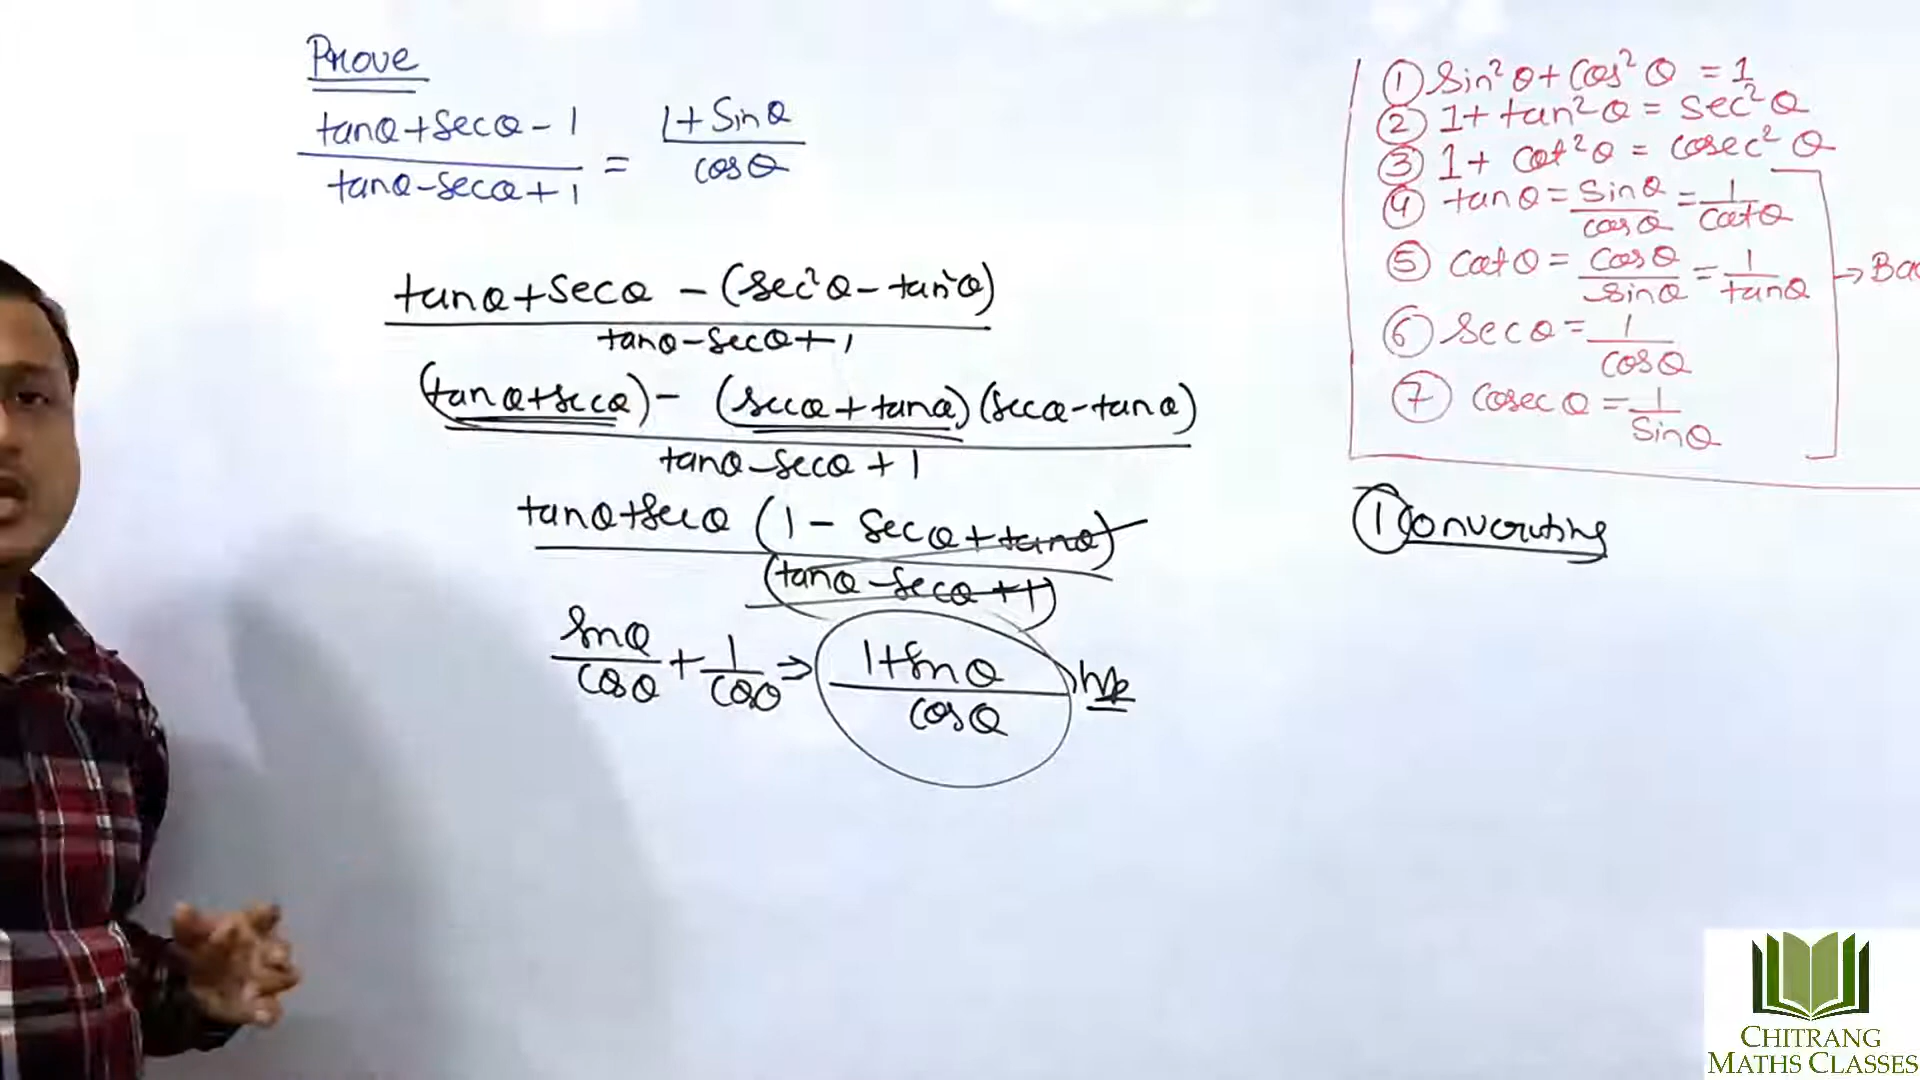 Prove
tanθ+secθ-1 / tanθ-secθ+1 = 1+Sinθ / cosθ
tanθ+secθ - (sec²θ-tan²θ) / tanθ-secθ+1
(tanθ+secθ) - (secθ+tanθ)(secθ-tanθ) / tanθ-secθ+1
tanθ+secθ (1 - secθ+tanθ) / (tanθ-secθ+1)
sinθ/cosθ + 1/cosθ ⇒ 1+sinθ / cosθ
① Sin²θ+Cos²θ = 1
② 1+tan²θ = sec²θ
③ 1+ cot²θ = cosec²θ
④ tanθ = Sinθ/cosθ = 1/cotθ
⑤ cotθ = cosθ/sinθ = 1/tanθ
⑥ secθ = 1/cosθ
⑦ cosecθ = 1/Sinθ
① Converting
CHITRANG
MATHS CLASSES